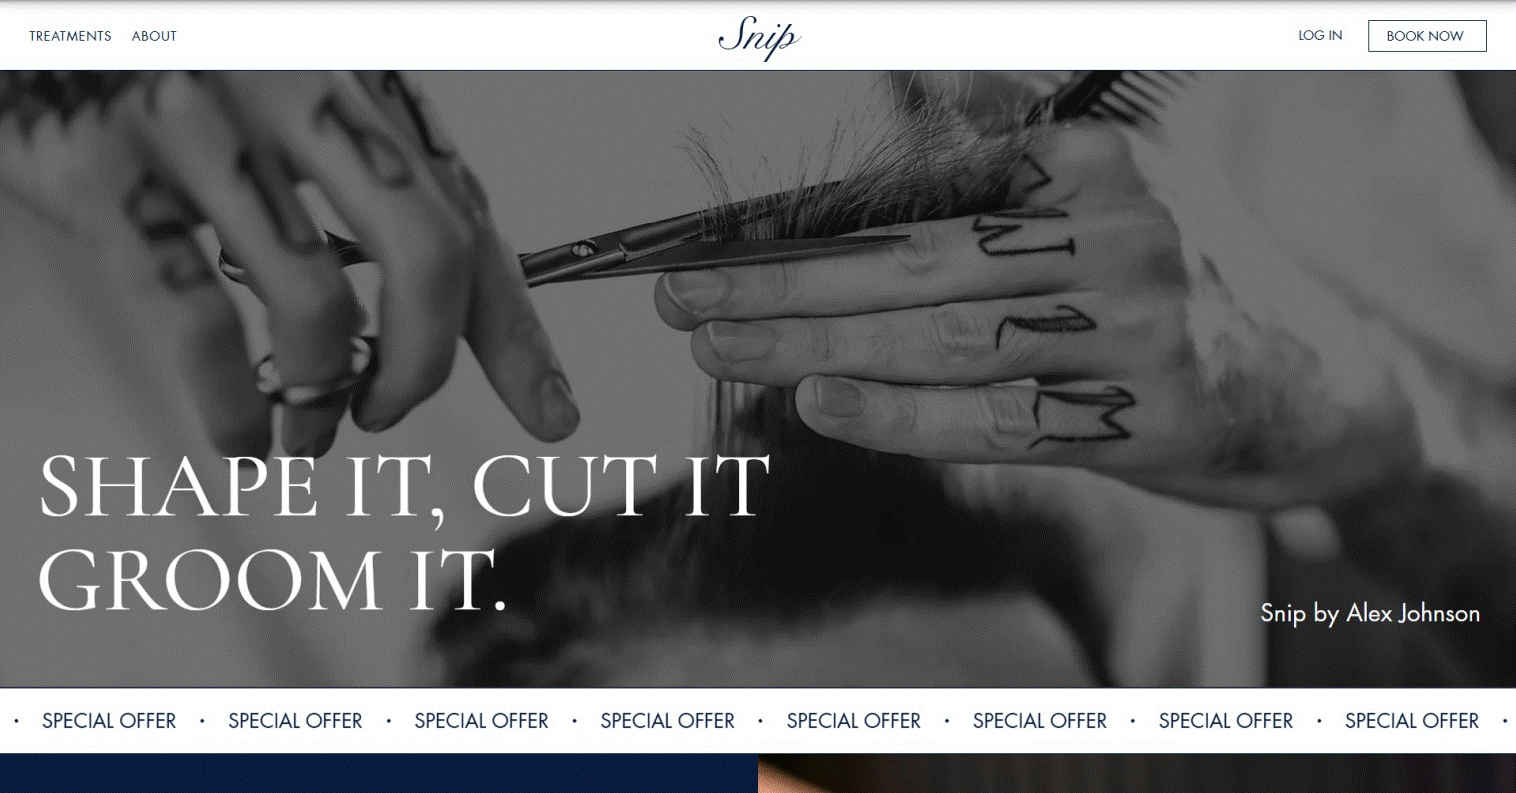 TREATMENTS ABOUT Snip LOG IN BOOK NOW
SHAPE IT, CUT IT
GROOM IT.
Snip by Alex Johnson
• SPECIAL OFFER • SPECIAL OFFER • SPECIAL OFFER • SPECIAL OFFER • SPECIAL OFFER • SPECIAL OFFER • SPECIAL OFFER • SPECIAL OFFER •